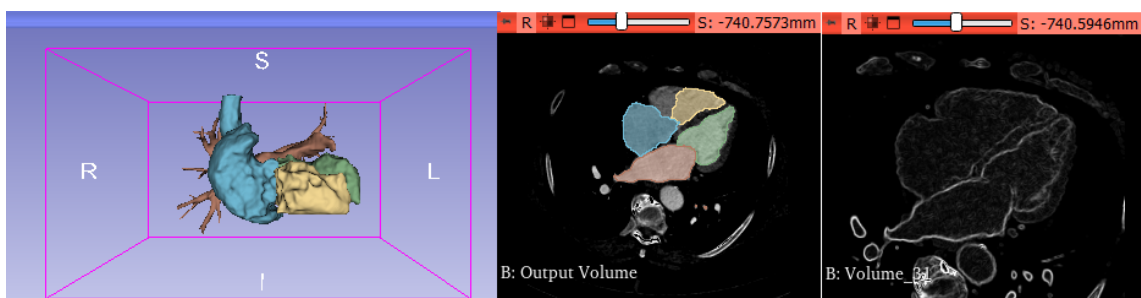 S
R
L
I
R
S: -740.7573mm
B: Output Volume
R
S: -740.5946mm
B: Volume_31